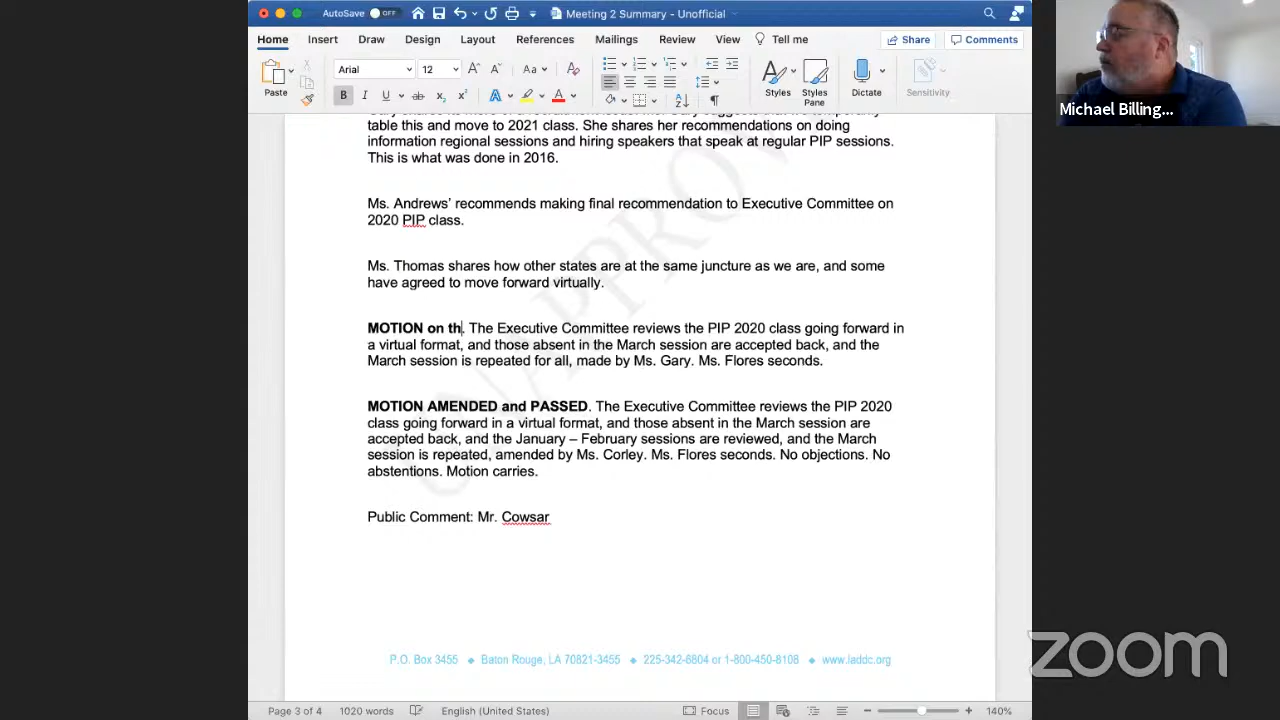 AutoSave OFF Meeting 2 Summary - Unofficial
Home Insert Draw Design Layout References Mailings Review View Tell me Share Comments
Paste Arial 12 Styles Styles Pane Dictate Sensitivity
Michael Billing...
table this and move to 2021 class. She shares her recommendations on doing
information regional sessions and hiring speakers that speak at regular PIP sessions.
This is what was done in 2016.
Ms. Andrews’ recommends making final recommendation to Executive Committee on
2020 PIP class.
Ms. Thomas shares how other states are at the same juncture as we are, and some
have agreed to move forward virtually.
MOTION on th. The Executive Committee reviews the PIP 2020 class going forward in
a virtual format, and those absent in the March session are accepted back, and the
March session is repeated for all, made by Ms. Gary. Ms. Flores seconds.
MOTION AMENDED and PASSED. The Executive Committee reviews the PIP 2020
class going forward in a virtual format, and those absent in the March session are
accepted back, and the January – February sessions are reviewed, and the March
session is repeated, amended by Ms. Corley. Ms. Flores seconds. No objections. No
abstentions. Motion carries.
Public Comment: Mr. Cowsar
P.O. Box 3455 ◆ Baton Rouge, LA 70821-3455 ◆ 225-342-6804 or 1-800-450-8108 ◆ www.laddc.org
zoom
Page 3 of 4 1020 words English (United States) Focus 140%